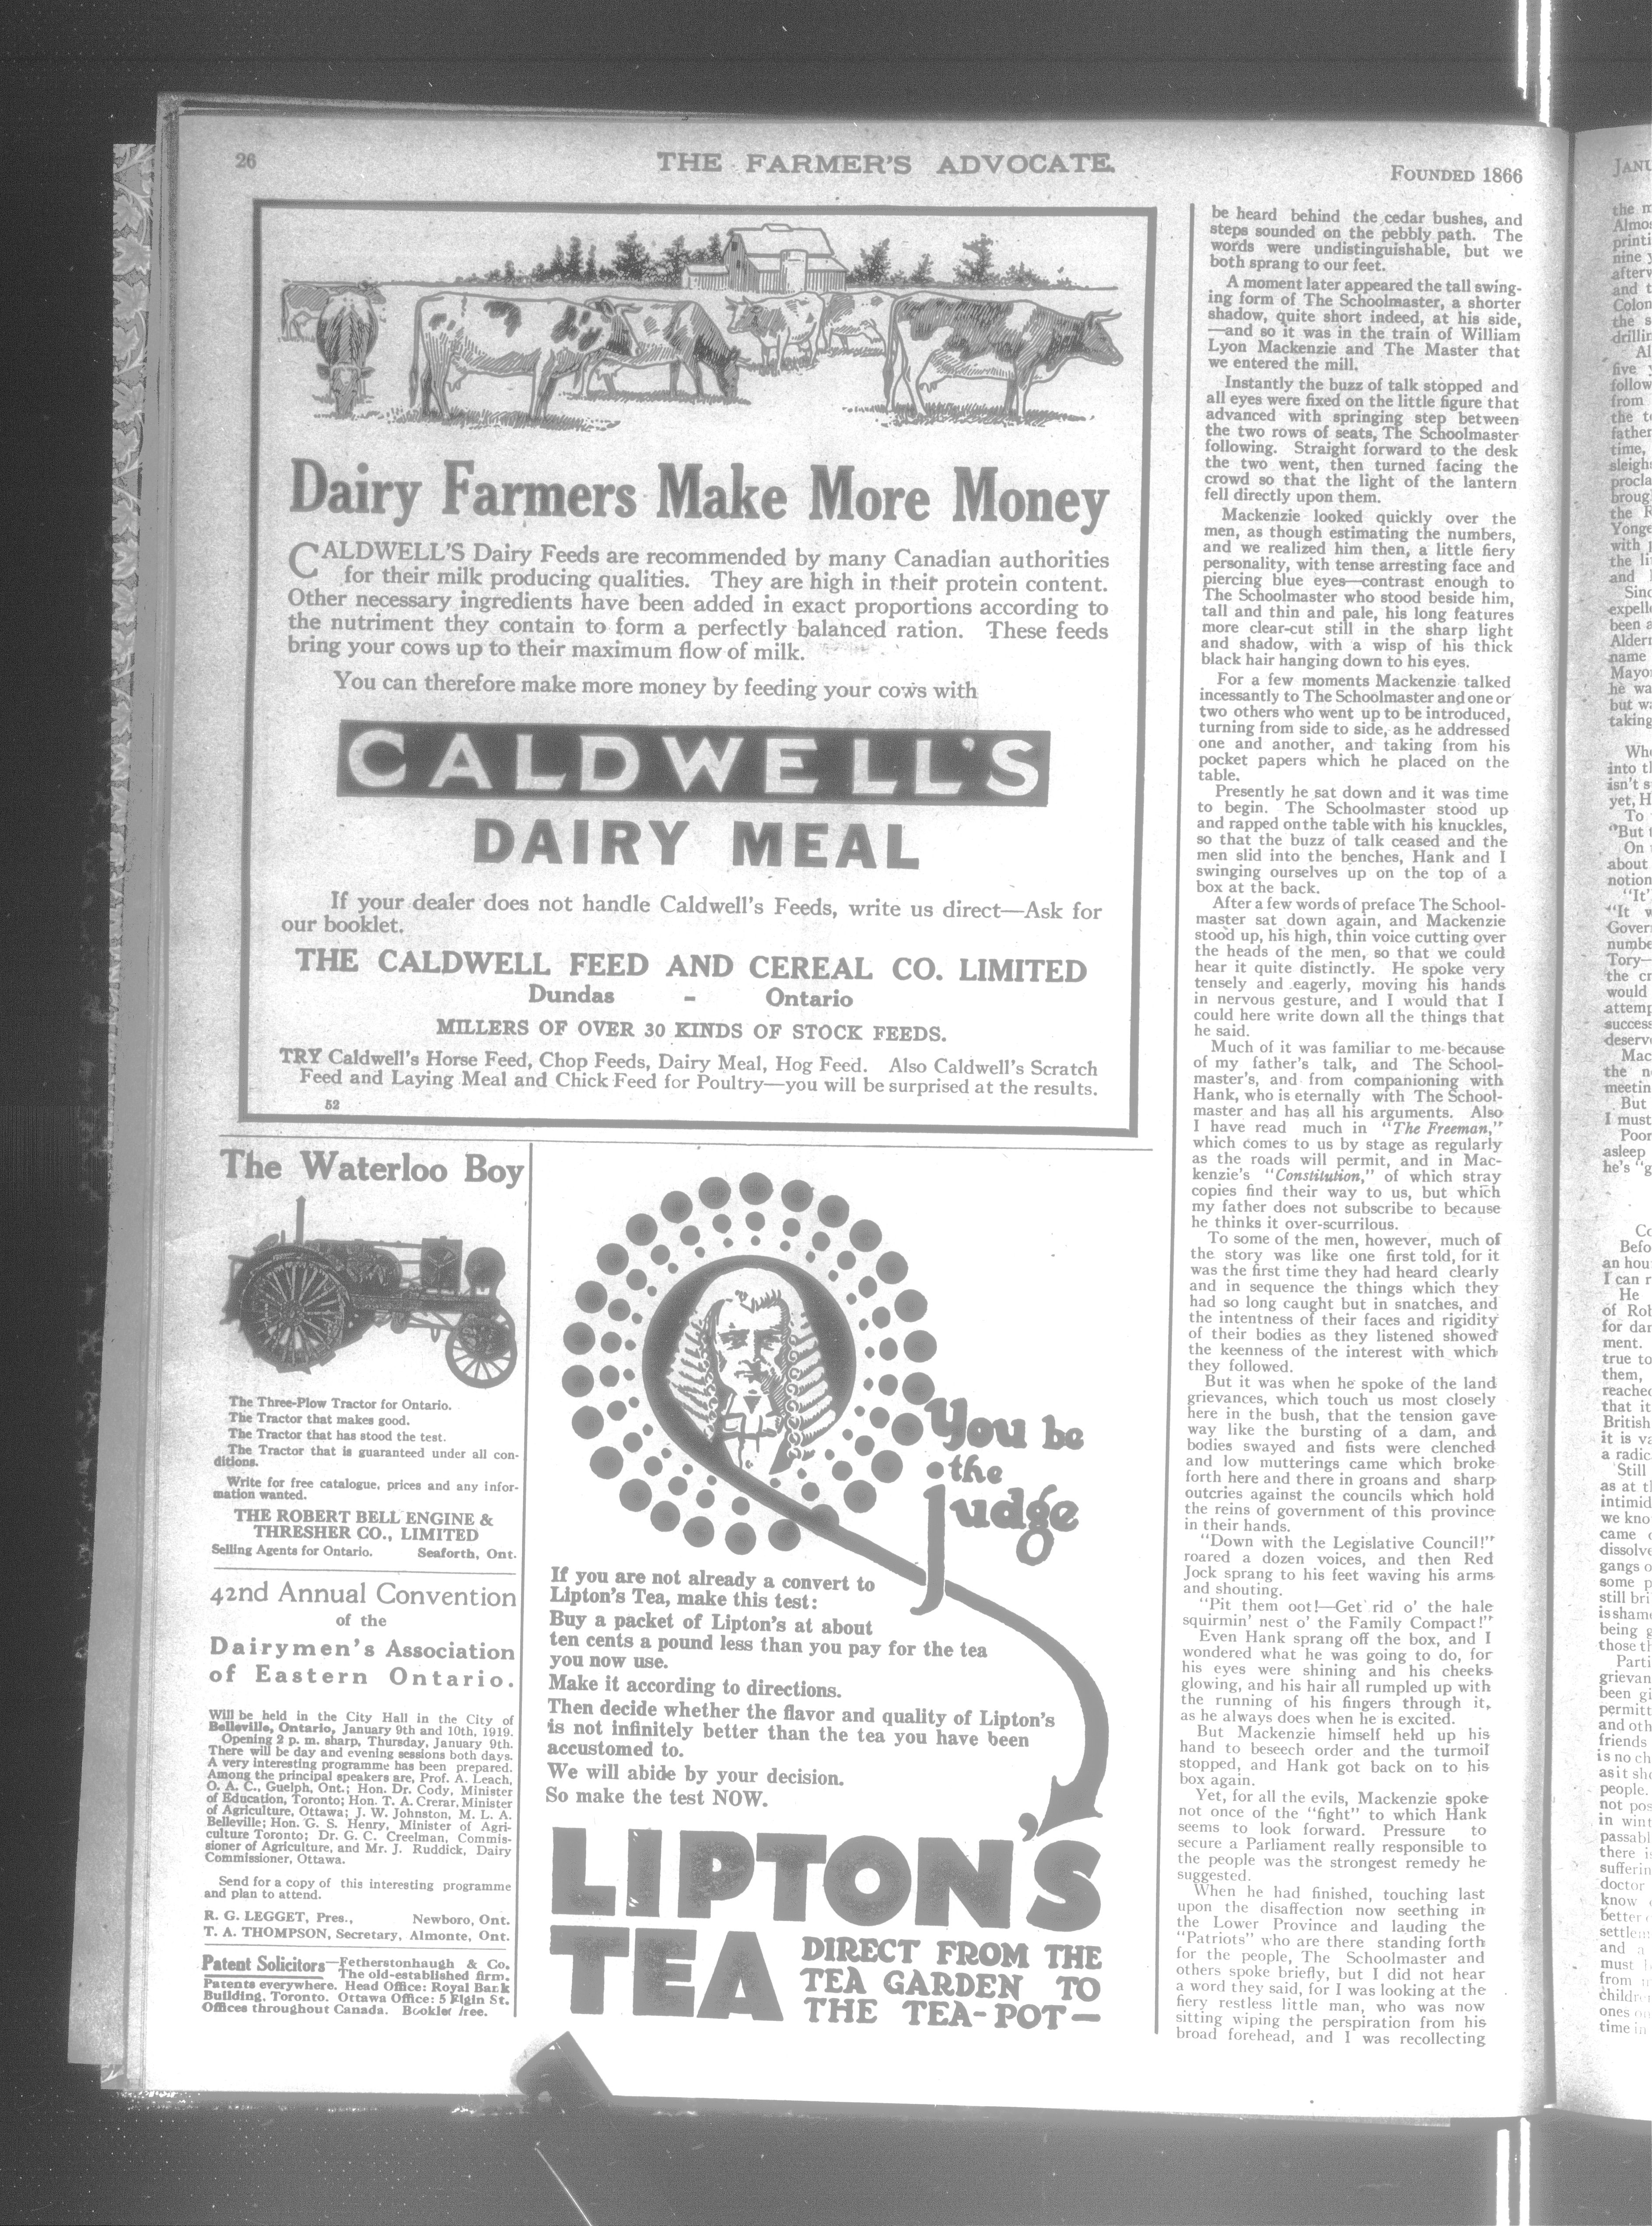 26
THE FARMER'S ADVOCATE.
FOUNDED 1866
Dairy Farmers Make More Money
CALDWELL'S Dairy Feeds are recommended by many Canadian authorities
for their milk producing qualities. They are high in their protein content.
Other necessary ingredients have been added in exact proportions according to
the nutriment they contain to form a perfectly balanced ration. These feeds
bring your cows up to their maximum flow of milk.
You can therefore make more money by feeding your cows with
CALDWELL'S
DAIRY MEAL
If your dealer does not handle Caldwell's Feeds, write us direct—Ask for
our booklet.
THE CALDWELL FEED AND CEREAL CO. LIMITED
Dundas - Ontario
MILLERS OF OVER 30 KINDS OF STOCK FEEDS.
TRY Caldwell's Horse Feed, Chop Feeds, Dairy Meal, Hog Feed. Also Caldwell's Scratch
Feed and Laying Meal and Chick Feed for Poultry—you will be surprised at the results.
52
The Waterloo Boy
The Three-Plow Tractor for Ontario.
The Tractor that makes good.
The Tractor that has stood the test.
The Tractor that is guaranteed under all con-
ditions.
Write for free catalogue, prices and any infor-
mation wanted.
THE ROBERT BELL ENGINE &
THRESHER CO., LIMITED
Selling Agents for Ontario. Seaforth, Ont.
42nd Annual Convention
of the
Dairymen's Association
of Eastern Ontario.
Will be held in the City Hall in the City of
Belleville, Ontario, January 9th and 10th, 1919.
Opening 2 p. m. sharp, Thursday, January 9th.
There will be day and evening sessions both days.
A very interesting programme has been prepared.
Among the principal speakers are, Prof. A. Leach,
O. A. C., Guelph, Ont.; Hon. Dr. Cody, Minister
of Education, Toronto; Hon. T. A. Crerar, Minister
of Agriculture, Ottawa; J. W. Johnston, M. L. A.
Belleville; Hon. G. S. Henry, Minister of Agri-
culture Toronto; Dr. G. C. Creelman, Commis-
sioner of Agriculture, and Mr. J. Ruddick, Dairy
Commissioner, Ottawa.
Send for a copy of this interesting programme
and plan to attend.
R. G. LEGGET, Pres., Newboro, Ont.
T. A. THOMPSON, Secretary, Almonte, Ont.
Patent Solicitors—Fetherstonhaugh & Co.
The old-established firm.
Patents everywhere. Head Office: Royal Bank
Building, Toronto. Ottawa Office: 5 Elgin St.
Offices throughout Canada. Booklet free.
You be
the
Judge
If you are not already a convert to
Lipton's Tea, make this test:
Buy a packet of Lipton's at about
ten cents a pound less than you pay for the tea
you now use.
Make it according to directions.
Then decide whether the flavor and quality of Lipton's
is not infinitely better than the tea you have been
accustomed to.
We will abide by your decision.
So make the test NOW.
LIPTON'S
TEA
DIRECT FROM THE
TEA GARDEN TO
THE TEA-POT—
be heard behind the cedar bushes, and
steps sounded on the pebbly path. The
words were undistinguishable, but we
both sprang to our feet.
A moment later appeared the tall swing-
ing form of The Schoolmaster, a shorter
shadow, quite short indeed, at his side,
—and so it was in the train of William
Lyon Mackenzie and The Master that
we entered the mill.
Instantly the buzz of talk stopped and
all eyes were fixed on the little figure that
advanced with springing step between
the two rows of seats, The Schoolmaster
following. Straight forward to the desk
the two went, then turned facing the
crowd so that the light of the lantern
fell directly upon them.
Mackenzie looked quickly over the
men, as though estimating the numbers,
and we realized him then, a little fiery
personality, with tense arresting face and
piercing blue eyes—contrast enough to
The Schoolmaster who stood beside him,
tall and thin and pale, his long features
more clear-cut still in the sharp light
and shadow, with a wisp of his thick
black hair hanging down to his eyes.
For a few moments Mackenzie talked
incessantly to The Schoolmaster and one or
two others who went up to be introduced,
turning from side to side, as he addressed
one and another, and taking from his
pocket papers which he placed on the
table.
Presently he sat down and it was time
to begin. The Schoolmaster stood up
and rapped on the table with his knuckles,
so that the buzz of talk ceased and the
men slid into the benches, Hank and I
swinging ourselves up on the top of a
box at the back.
After a few words of preface The School-
master sat down again, and Mackenzie
stood up, his high, thin voice cutting over
the heads of the men, so that we could
hear it quite distinctly. He spoke very
tensely and eagerly, moving his hands
in nervous gesture, and I would that I
could here write down all the things that
he said.
Much of it was familiar to me because
of my father's talk, and The School-
master's, and from companioning with
Hank, who is eternally with The School-
master and has all his arguments. Also
I have read much in "The Freeman,"
which comes to us by stage as regularly
as the roads will permit, and in Mac-
kenzie's "Constitution," of which stray
copies find their way to us, but which
my father does not subscribe to because
he thinks it over-scurrilous.
To some of the men, however, much of
the story was like one first told, for it
was the first time they had heard clearly
and in sequence the things which they
had so long caught but in snatches, and
the intentness of their faces and rigidity
of their bodies as they listened showed
the keenness of the interest with which
they followed.
But it was when he spoke of the land
grievances, which touch us most closely
here in the bush, that the tension gave
way like the bursting of a dam, and
bodies swayed and fists were clenched
and low mutterings came which broke
forth here and there in groans and sharp
outcries against the councils which hold
the reins of government of this province
in their hands.
"Down with the Legislative Council!"
roared a dozen voices, and then Red
Jock sprang to his feet waving his arms
and shouting.
"Pit them oot!—Get rid o' the hale
squirmin' nest o' the Family Compact!"
Even Hank sprang off the box, and I
wondered what he was going to do, for
his eyes were shining and his cheeks
glowing, and his hair all rumpled up with
the running of his fingers through it,
as he always does when he is excited.
But Mackenzie himself held up his
hand to beseech order and the turmoil
stopped, and Hank got back on to his
box again.
Yet, for all the evils, Mackenzie spoke
not once of the "fight" to which Hank
seems to look forward. Pressure to
secure a Parliament really responsible to
the people was the strongest remedy he
suggested.
When he had finished, touching last
upon the disaffection now seething in
the Lower Province and lauding the
"Patriots" who are there standing forth
for the people, The Schoolmaster and
others spoke briefly, but I did not hear
a word they said, for I was looking at the
fiery restless little man, who was now
sitting wiping the perspiration from his
broad forehead, and I was recollecting